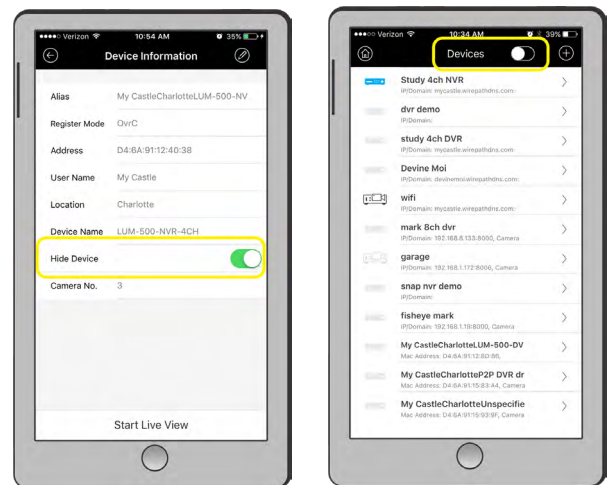 Verizon 10:54 AM 35%
Device Information
Alias My CastleCharlotteLUM-500-NV
Register Mode OvrC
Address D4:6A:91:12:40:38
User Name My Castle
Location Charlotte
Device Name LUM-500-NVR-4CH
Hide Device
Camera No. 3
Start Live View
Verizon 10:34 AM 39%
Devices
Study 4ch NVR
IP/Domain: mycastle.wirepathdns.com
dvr demo
IP/Domain:
study 4ch DVR
IP/Domain: mycastle.wirepathdns.com
Devine Moi
IP/Domain: devinemoi.wirepathdns.com
wifi
IP/Domain: mycastle.wirepathdns.com
mark 8ch dvr
IP/Domain: 192.168.8.133:8000, Camera
garage
IP/Domain: 192.168.1.172:8006, Camera
snap nvr demo
IP/Domain:
fisheye mark
IP/Domain: 192.168.1.19:8000, Camera
My CastleCharlotteLUM-500-DV
Mac Address: D4:6A:91:12:8D:86,
My CastleCharlotteP2P DVR dr
Mac Address: D4:6A:91:15:83:44, Camera
My CastleCharlotteUnspecifie
Mac Address: D4:6A:91:15:93:9F, Camera